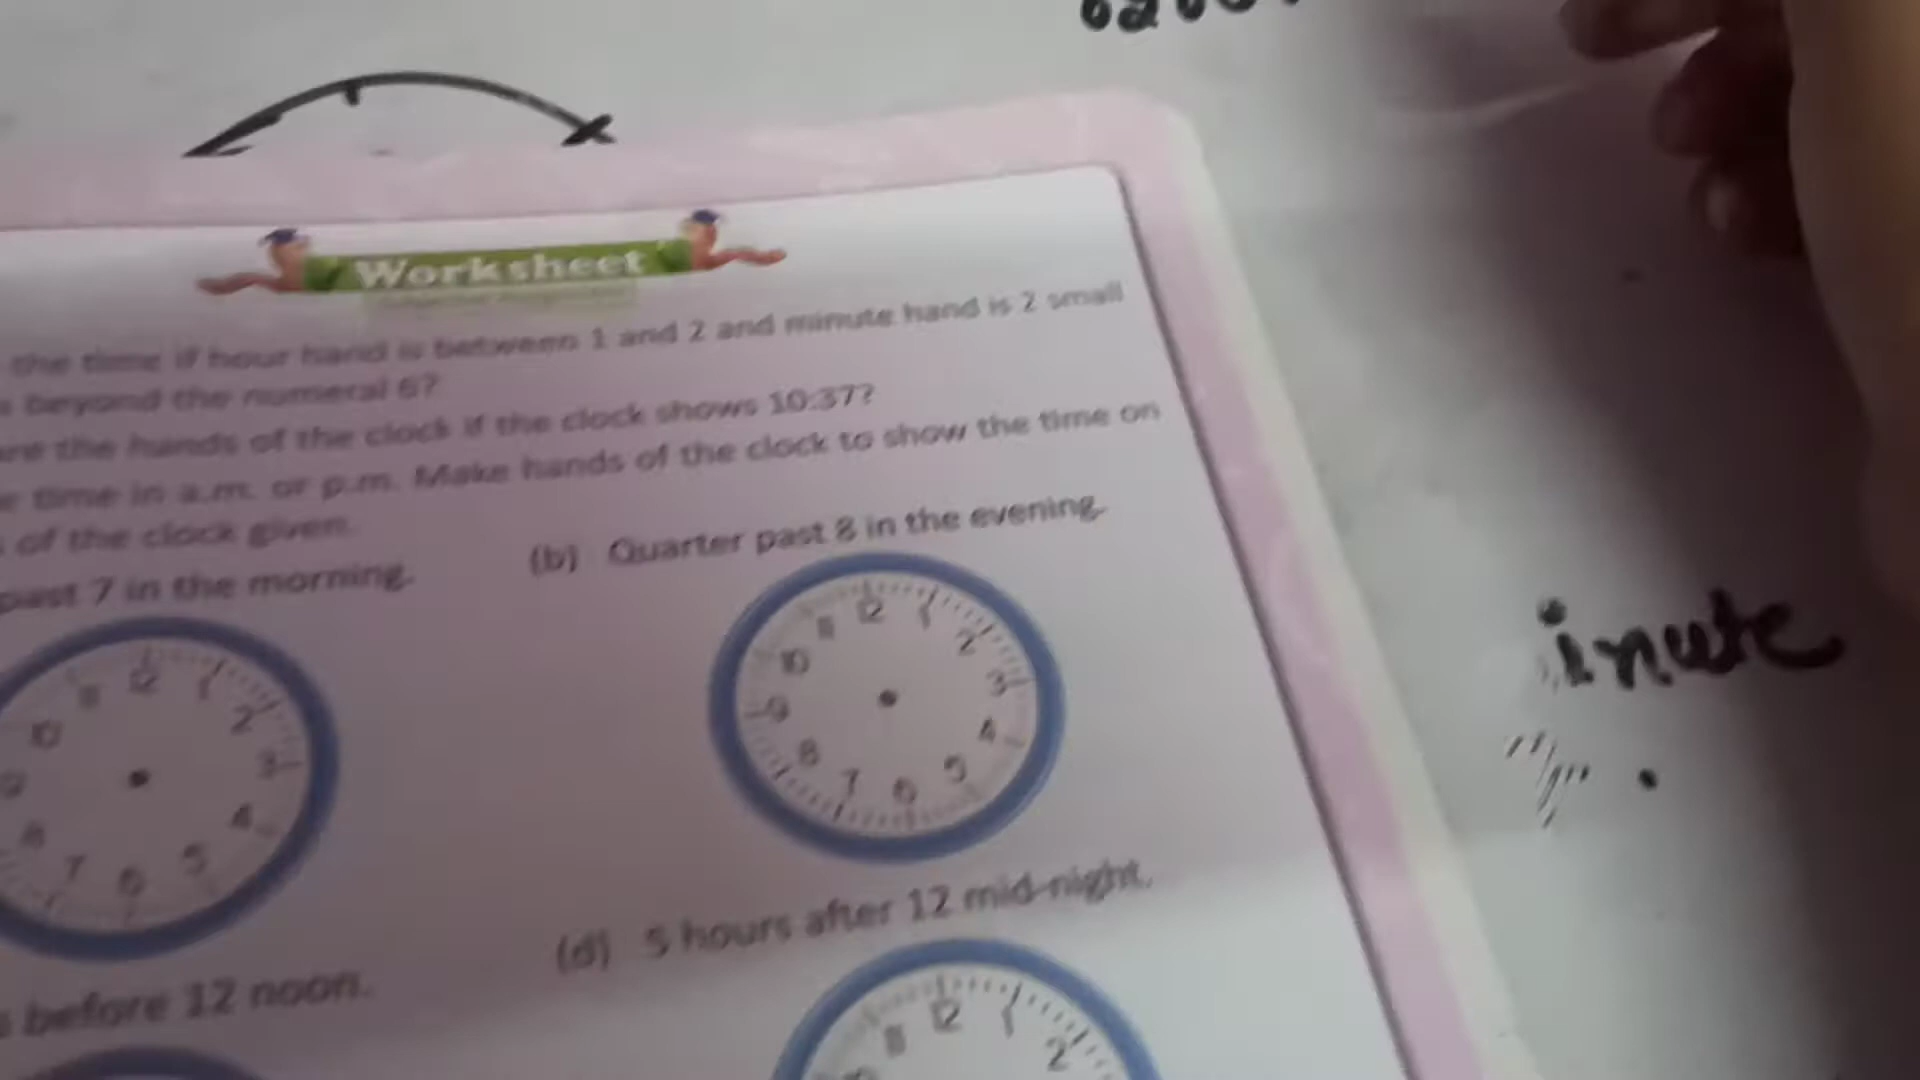 Worksheet
the time if hour hand is between 1 and 2 and minute hand is 2 small
beyond the numeral 6?
the hands of the clock if the clock shows 10:37?
time in a.m. or p.m. Make hands of the clock to show the time on
of the clock given.
past 7 in the morning.
(b) Quarter past 8 in the evening.
12 1 2 3 4 5 6 7 8 9 10 11
12 1 2 3 4 5 6 7 8 9 10 11
inute
before 12 noon.
(d) 5 hours after 12 mid-night.
11 12 1 2